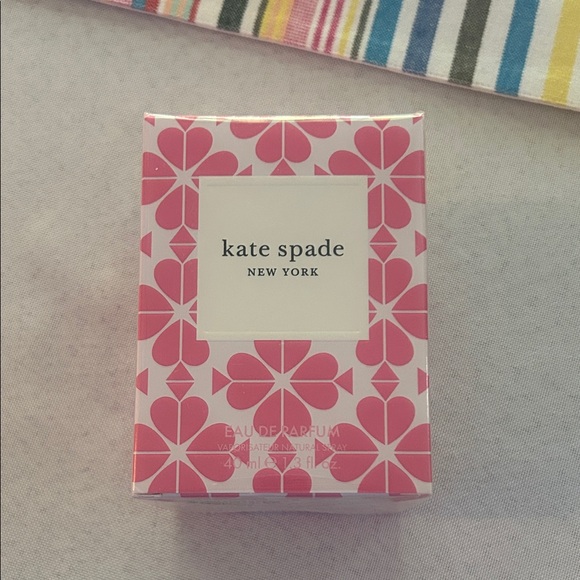 kate spade
NEW YORK
EAU DE PARFUM
VAPORISATEUR NATURAL SPRAY
40 ml e 1.3 fl. oz.